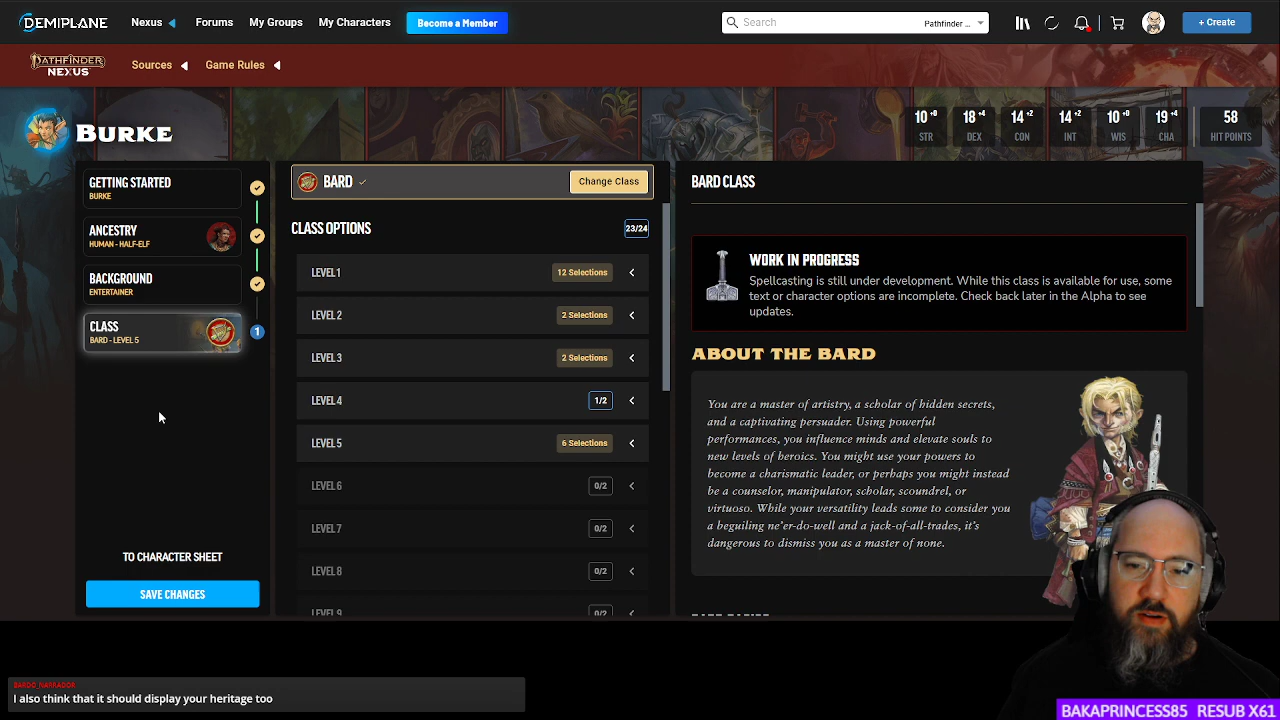 DEMIPLANE
Nexus
Forums
My Groups
My Characters
Become a Member
Search
Pathfinder ...
+ Create
PATHFINDER
NEXUS
Sources
Game Rules
BURKE
10 +0
STR
18 +4
DEX
14 +2
CON
14 +2
INT
10 +0
WIS
19 +4
CHA
58
HIT POINTS
GETTING STARTED
BURKE
ANCESTRY
HUMAN - HALF-ELF
BACKGROUND
ENTERTAINER
CLASS
BARD - LEVEL 5
1
TO CHARACTER SHEET
SAVE CHANGES
BARD
Change Class
CLASS OPTIONS
23/24
LEVEL 1
12 Selections
LEVEL 2
2 Selections
LEVEL 3
2 Selections
LEVEL 4
1/2
LEVEL 5
6 Selections
LEVEL 6
0/2
LEVEL 7
0/2
LEVEL 8
0/2
LEVEL 9
0/2
BARD CLASS
WORK IN PROGRESS
Spellcasting is still under development. While this class is available for use, some
text or character options are incomplete. Check back later in the Alpha to see
updates.
ABOUT THE BARD
You are a master of artistry, a scholar of hidden secrets,
and a captivating persuader. Using powerful
performances, you influence minds and elevate souls to
new levels of heroics. You might use your powers to
become a charismatic leader, or perhaps you might instead
be a counselor, manipulator, scholar, scoundrel, or
virtuoso. While your versatility leads some to consider you
a beguiling ne'er-do-well and a jack-of-all-trades, it's
dangerous to dismiss you as a master of none.
BARDO_NARRADOR
I also think that it should display your heritage too
BAKAPRINCESS85 RESUB X61